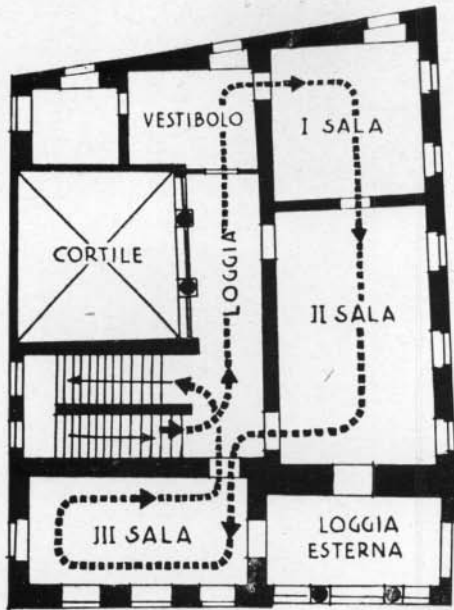 VESTIBOLO
I SALA
CORTILE
LOGGIA
II SALA
III SALA
LOGGIA
ESTERNA